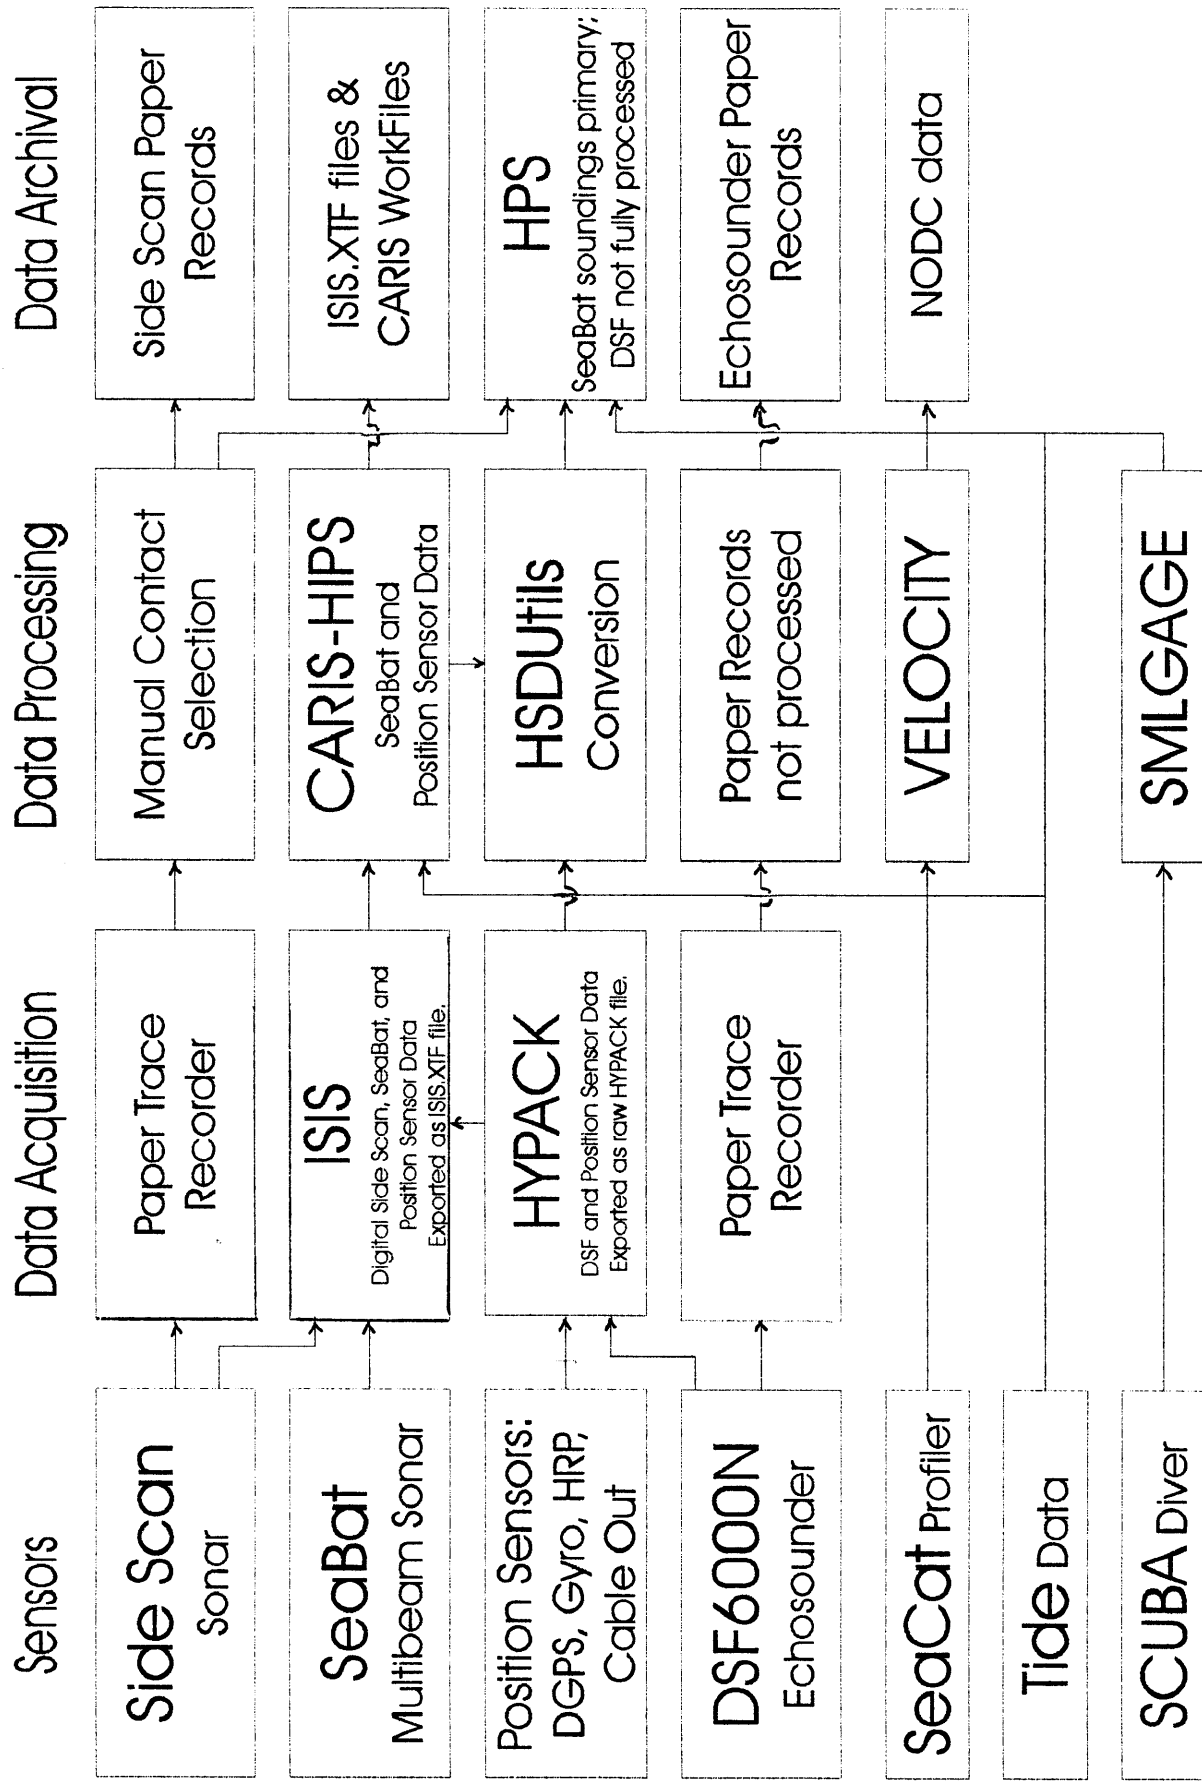 Sensors
Data Acquisition
Data Processing
Data Archival
Side Scan
Sonar
Paper Trace
Recorder
Manual Contact
Selection
Side Scan Paper
Records
SeaBat
Multibeam Sonar
ISIS
Digital Side Scan, SeaBat, and
Position Sensor Data
Exported as ISIS.XTF file.
CARIS-HIPS
SeaBat and
Position Sensor Data
ISIS.XTF files &
CARIS WorkFiles
Position Sensors:
DGPS, Gyro, HRP,
Cable Out
HYPACK
DSF and Position Sensor Data
Exported as raw HYPACK file.
HSDUtils
Conversion
HPS
SeaBat soundings primary;
DSF not fully processed
DSF6000N
Echosounder
Paper Trace
Recorder
Paper Records
not processed
Echosounder Paper
Records
SeaCat Profiler
VELOCITY
NODC data
Tide Data
SCUBA Diver
SMLGAGE